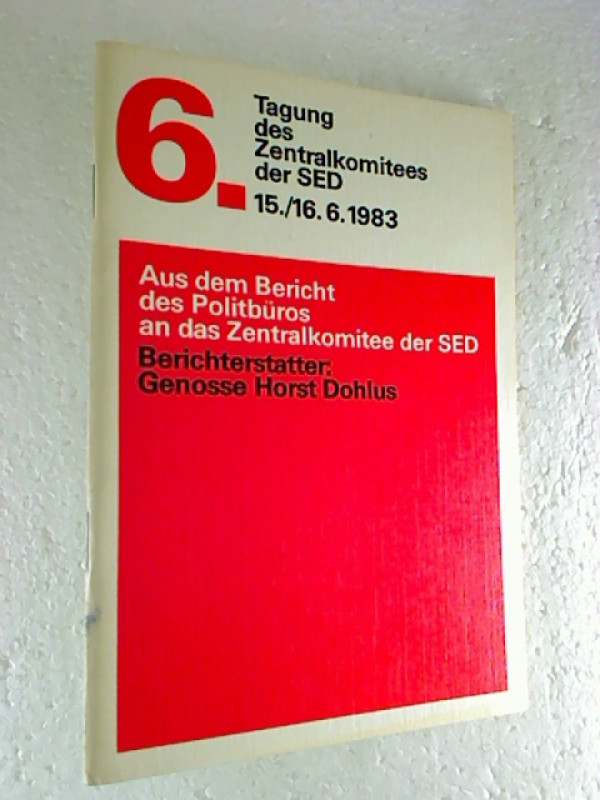 6.
Tagung
des
Zentralkomitees
der SED
15./16.6.1983
Aus dem Bericht
des Politbüros
an das Zentralkomitee der SED
Berichterstatter:
Genosse Horst Dohlus